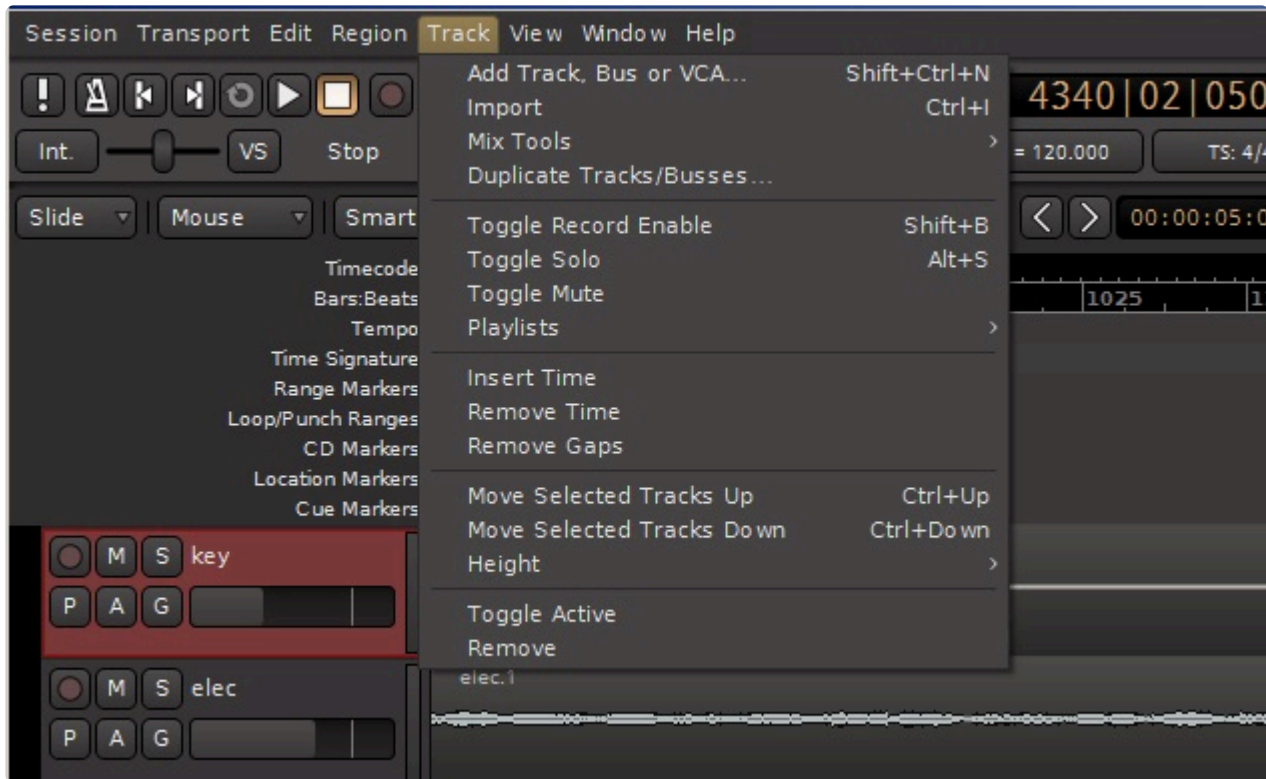 Session Transport Edit Region Track View Window Help
Add Track, Bus or VCA... Shift+Ctrl+N
Import Ctrl+I
Mix Tools
Duplicate Tracks/Busses...
Toggle Record Enable Shift+B
Toggle Solo Alt+S
Toggle Mute
Playlists
Insert Time
Remove Time
Remove Gaps
Move Selected Tracks Up Ctrl+Up
Move Selected Tracks Down Ctrl+Down
Height
Toggle Active
Remove
4340|02|050
Int. VS Stop
= 120.000 TS: 4/4
Slide Mouse Smart
00:00:05:0
Timecode
Bars:Beats
1025 1
Tempo
Time Signature
Range Markers
Loop/Punch Ranges
CD Markers
Location Markers
Cue Markers
M S key
P A G
M S elec
P A G
elec.1